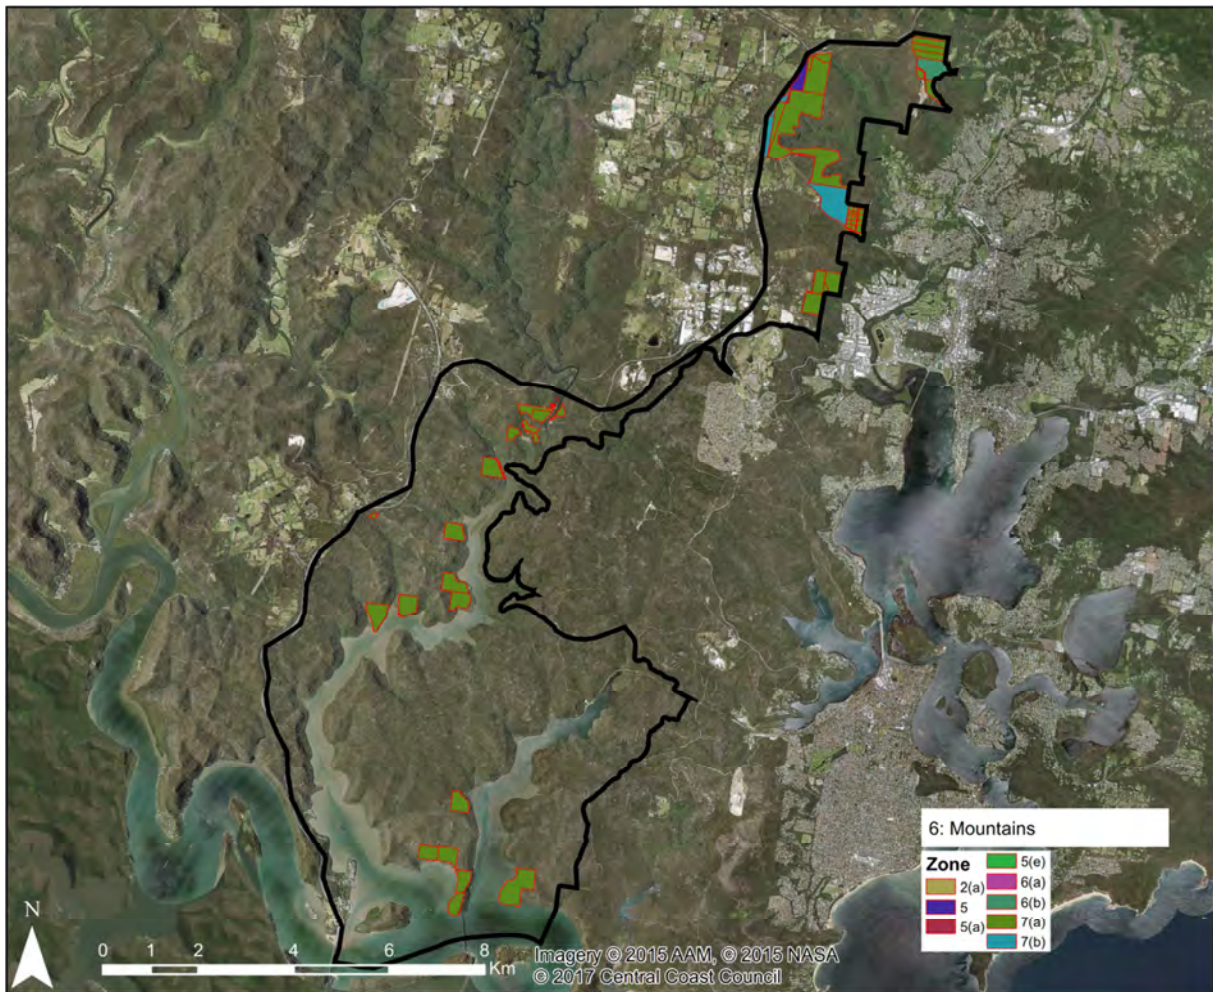 6: Mountains
Zone
2(a)
5
5(a)
5(e)
6(a)
6(b)
7(a)
7(b)
N
0 1 2 4 6 8
Km
Imagery © 2015 AAM, © 2015 NASA
© 2017 Central Coast Council